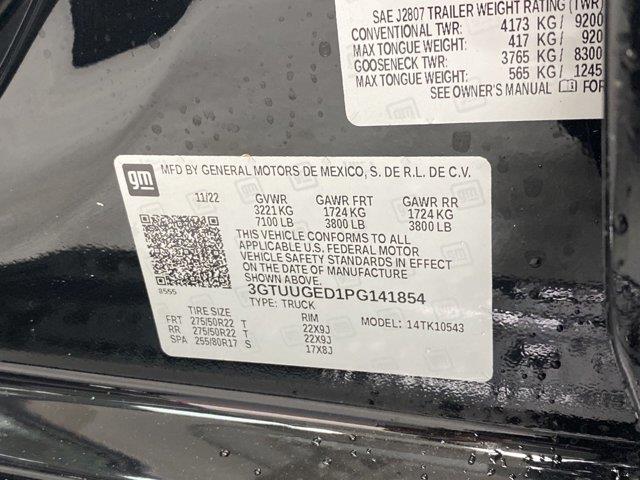 SAE J2807 TRAILER WEIGHT RATING (TWR)
CONVENTIONAL TWR: 4173 KG/ 9200
MAX TONGUE WEIGHT: 417 KG/ 920
GOOSENECK TWR: 3765 KG/ 8300
MAX TONGUE WEIGHT: 565 KG/ 1245
SEE OWNER'S MANUAL FOR
gm
MFD BY GENERAL MOTORS DE MEXICO, S. DE R.L. DE C.V.
11/22 GVWR GAWR FRT GAWR RR
3221 KG 1724 KG 1724 KG
7100 LB 3800 LB 3800 LB
THIS VEHICLE CONFORMS TO ALL
APPLICABLE U.S. FEDERAL MOTOR
VEHICLE SAFETY STANDARDS IN EFFECT
ON THE DATE OF MANUFACTURE SHOWN ABOVE.
8555 3GTUUGED1PG141854
TYPE: TRUCK
TIRE SIZE RIM MODEL: 14TK10543
FRT 275/50R22 T 22X9J
RR 275/50R22 T 22X9J
SPA 255/80R17 S 17X8J